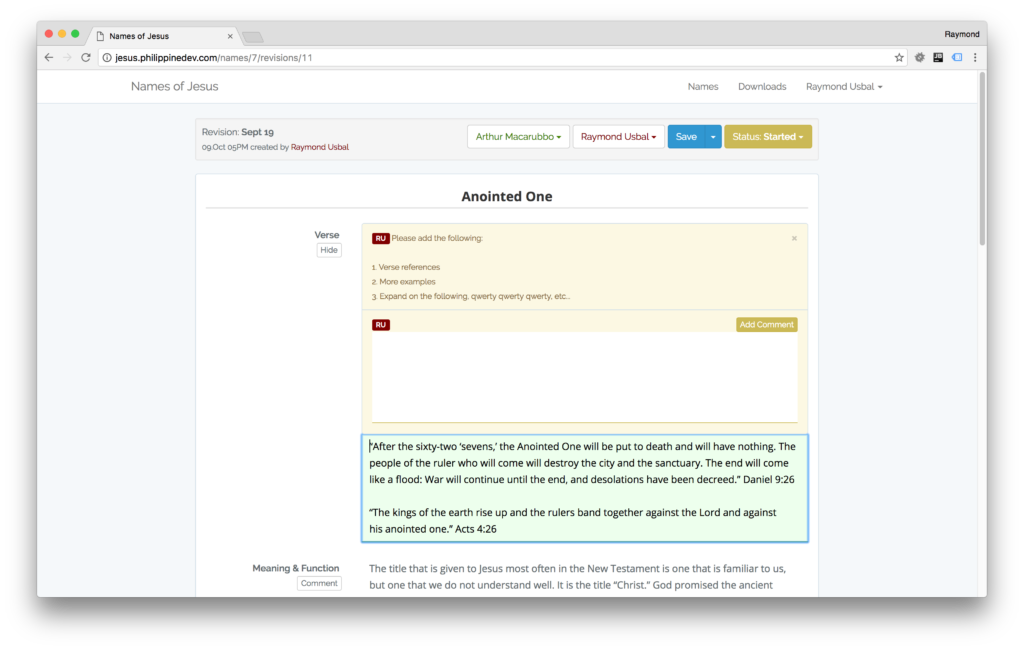 Names of Jesus
Raymond
jesus.philippinedev.com/names/7/revisions/11
Names of Jesus
Names Downloads Raymond Usbal
Revision: Sept 19
09.Oct 05PM created by Raymond Usbal
Arthur Macarubbo Raymond Usbal Save Status: Started
Anointed One
Verse
Hide
RU Please add the following:
1. Verse references
2. More examples
3. Expand on the following, qwerty qwerty qwerty, etc...
RU Add Comment
“After the sixty-two ‘sevens,’ the Anointed One will be put to death and will have nothing. The
people of the ruler who will come will destroy the city and the sanctuary. The end will come
like a flood: War will continue until the end, and desolations have been decreed.” Daniel 9:26
“The kings of the earth rise up and the rulers band together against the Lord and against
his anointed one.” Acts 4:26
Meaning & Function
Comment
The title that is given to Jesus most often in the New Testament is one that is familiar to us,
but one that we do not understand well. It is the title “Christ.” God promised the ancient